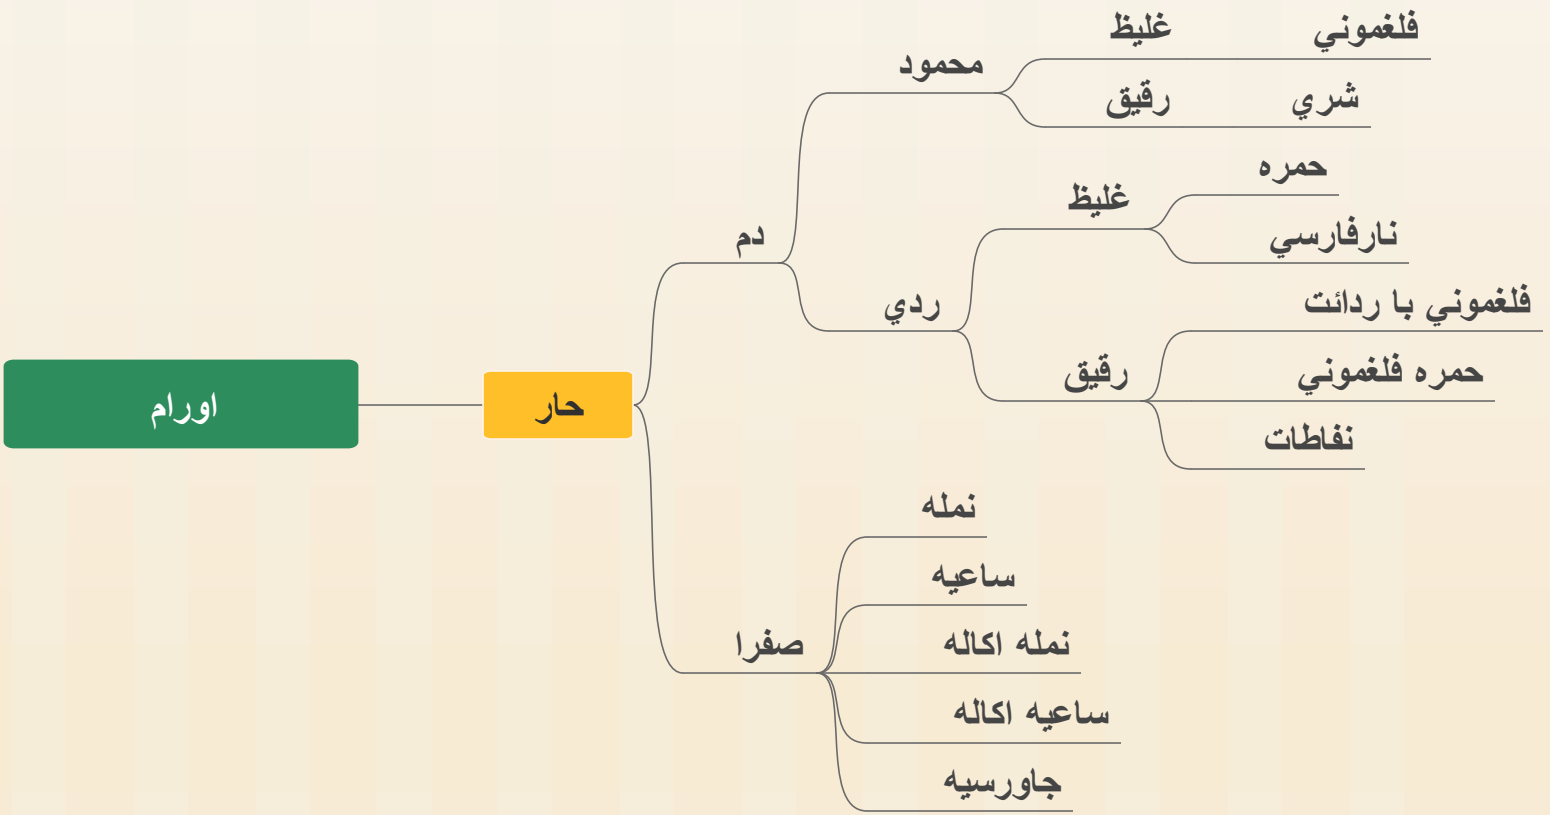 اورام
حار
دم
محمود
غليظ فلغموني
رقيق شري
ردي
غليظ
حمره
نارفارسي
رقيق
فلغموني با ردائت
حمره فلغموني
نفاطات
صفرا
نمله
ساعيه
نمله اكاله
ساعيه اكاله
جاورسيه